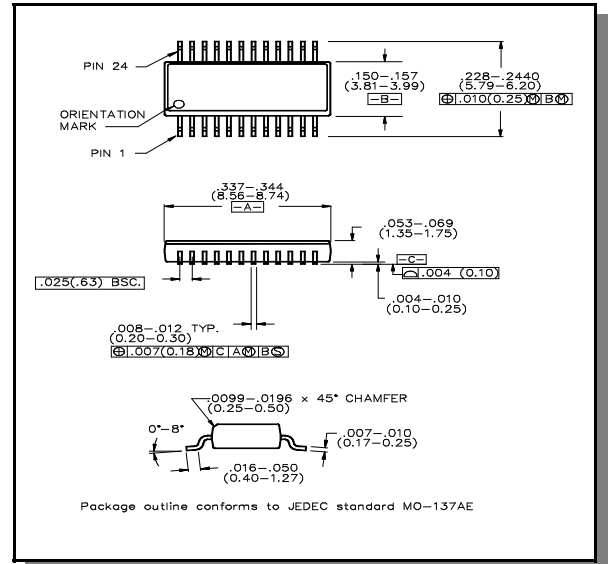 PIN 24
.150–.157
(3.81–3.99)
–B–
.228–.2440
(5.79–6.20)
⌖ .010(0.25)Ⓜ B Ⓜ
ORIENTATION
MARK
PIN 1
.337–.344
(8.56–8.74)
–A–
.053–.069
(1.35–1.75)
–C–
⌓ .004 (0.10)
.025(.63) BSC.
.004–.010
(0.10–0.25)
.008–.012 TYP.
(0.20–0.30)
⌖ .007(0.18)Ⓜ C AⓂ BⓈ
.0099–.0196 × 45° CHAMFER
(0.25–0.50)
0°–8°
.007–.010
(0.17–0.25)
.016–.050
(0.40–1.27)
Package outline conforms to JEDEC standard MO–137AE